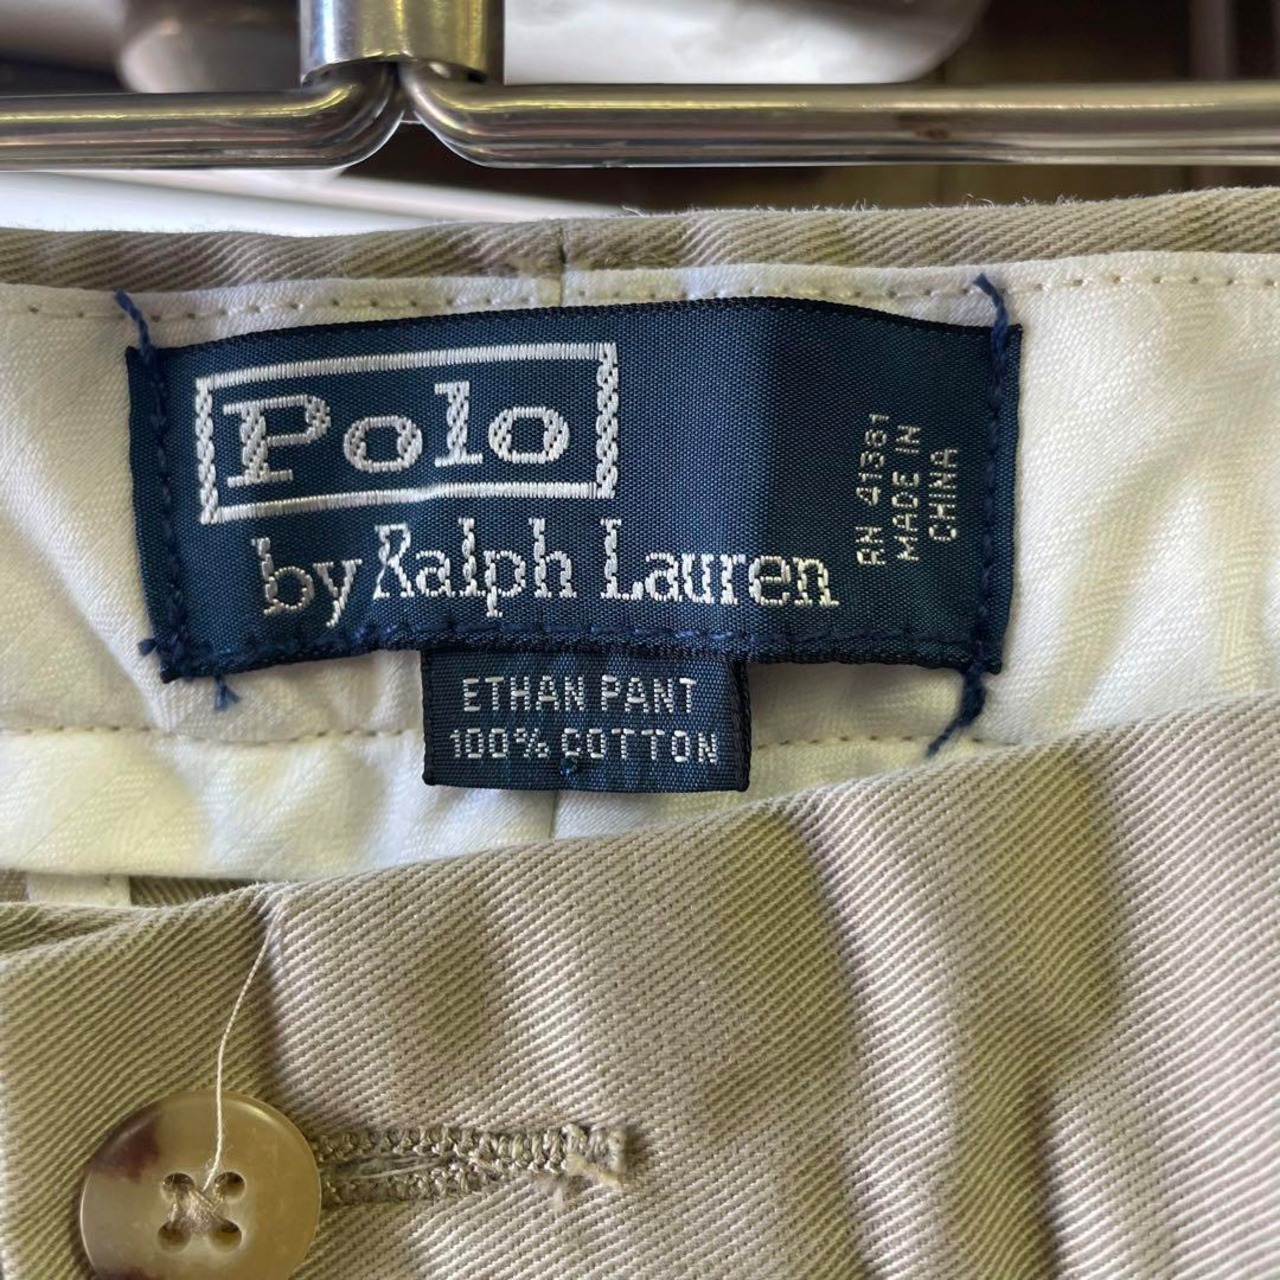 Polo
by Ralph Lauren
RN 41381
MADE IN
CHINA
ETHAN PANT
100% COTTON